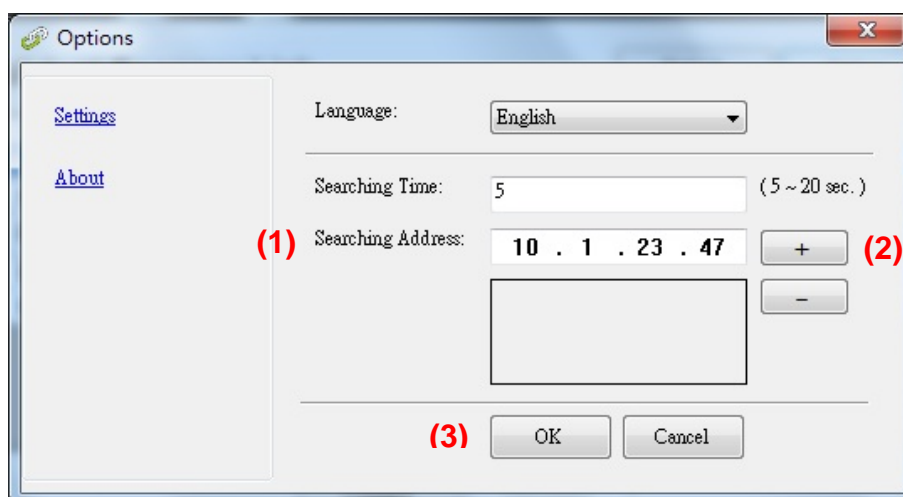 Options
x
Settings
About
Language: English
Searching Time: 5 ( 5 ~ 20 sec. )
(1) Searching Address: 10 . 1 . 23 . 47 + (2)
−
(3) OK Cancel